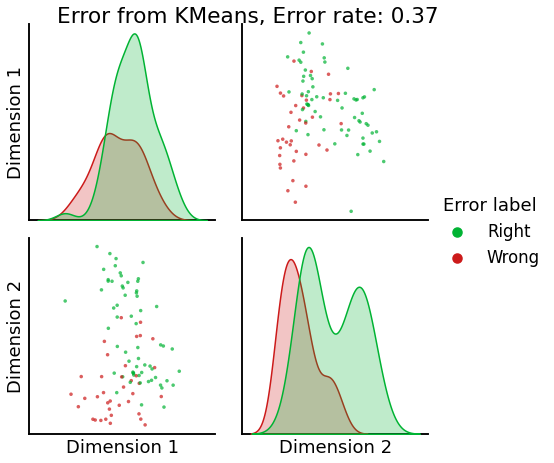 Error from KMeans, Error rate: 0.37
Dimension 1
Error label
Right
Wrong
Dimension 2
Dimension 1
Dimension 2